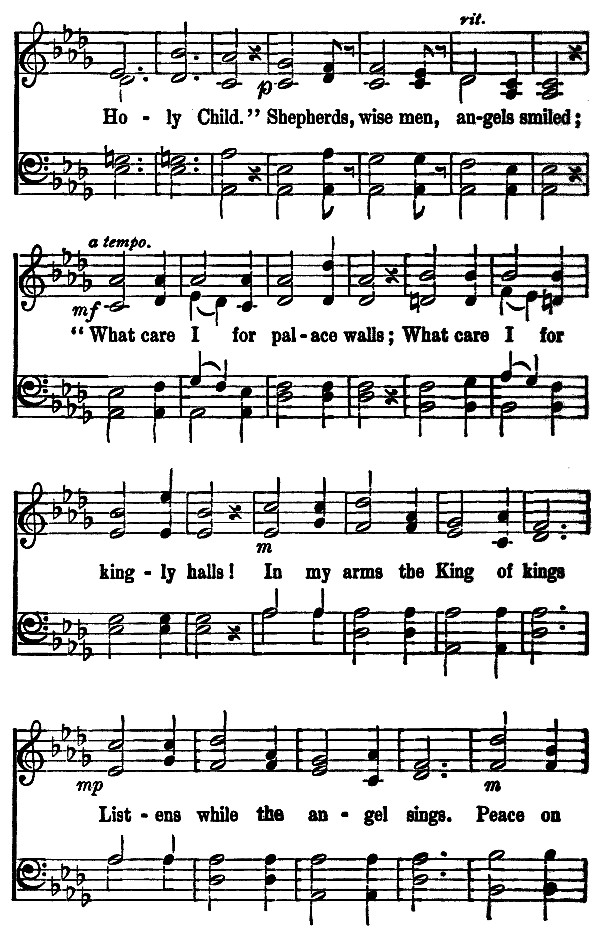 rit.
p
Ho - ly Child." Shepherds, wise men, an-gels smiled;
a tempo.
mf
"What care I for pal-ace walls; What care I for
m
king - ly halls! In my arms the King of kings
mp
m
List - ens while the an - gel sings. Peace on